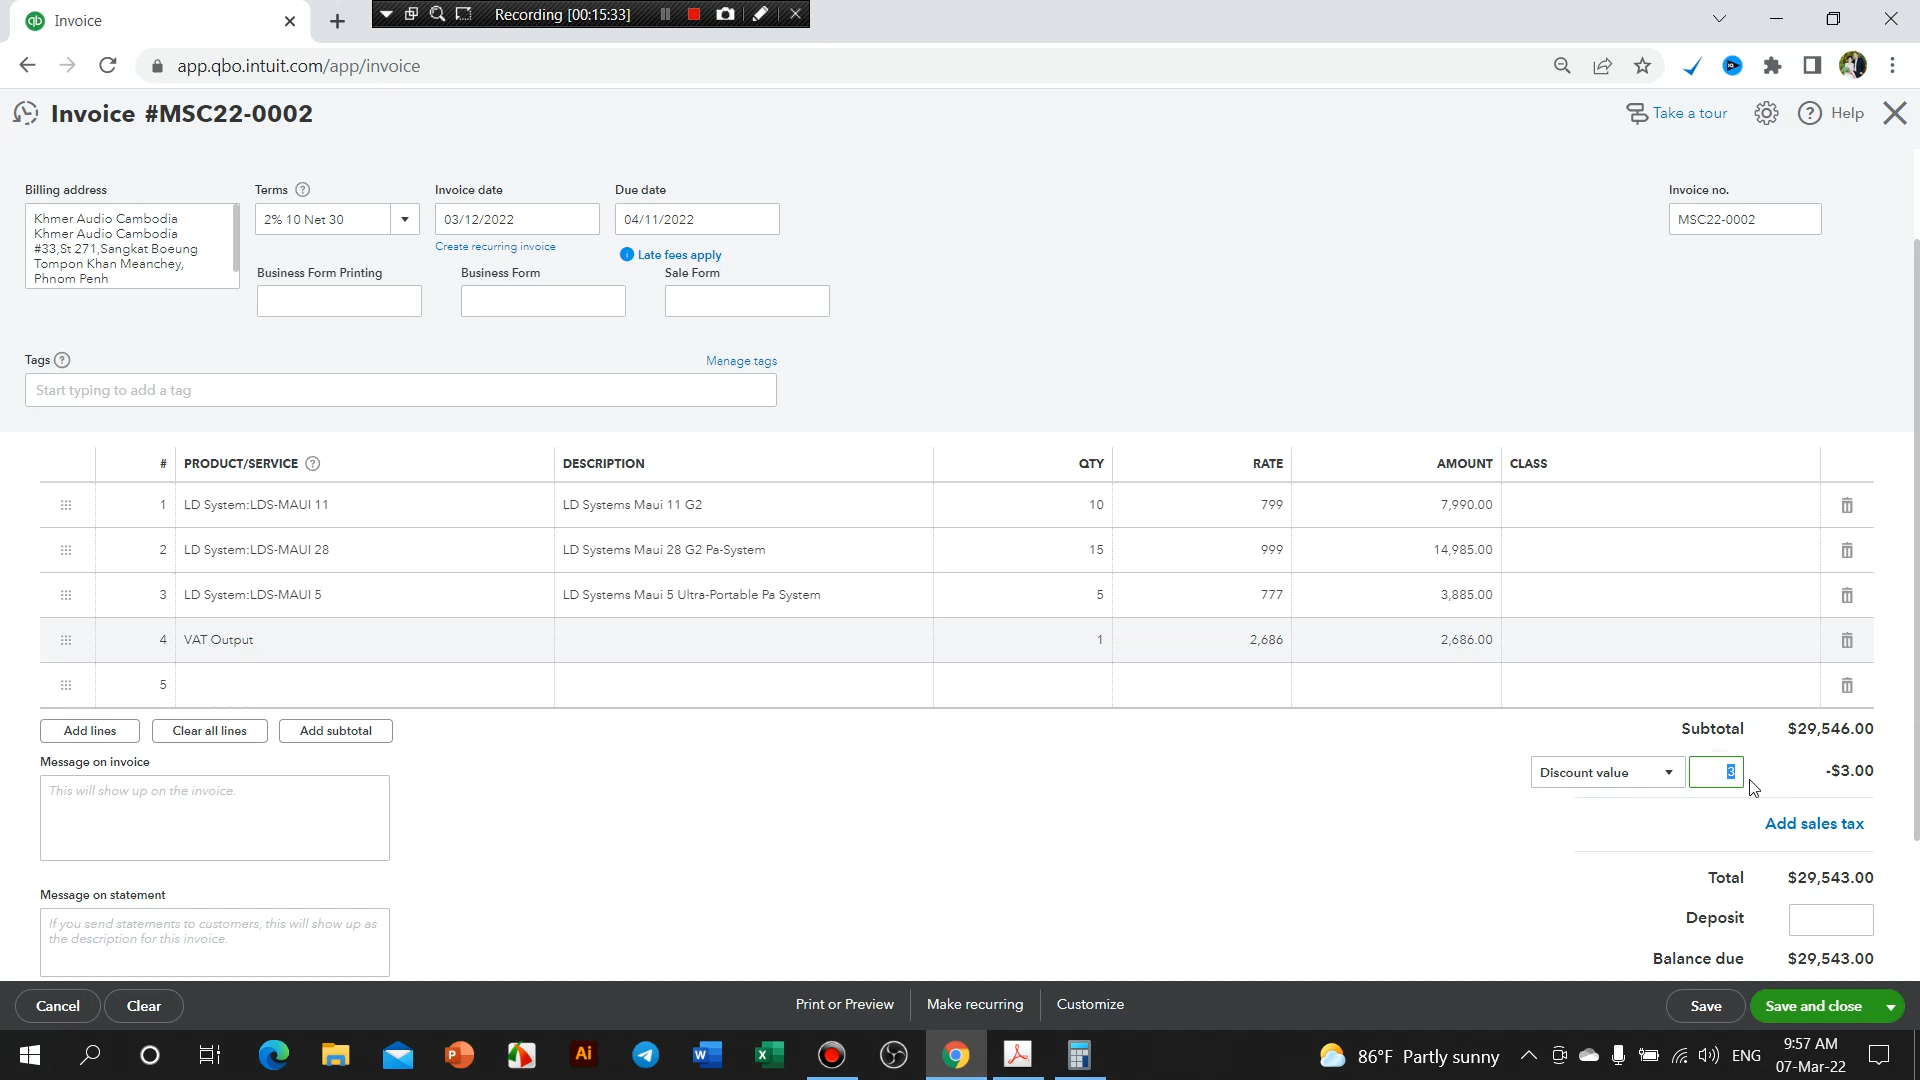 Invoice
Recording [00:15:33]
app.qbo.intuit.com/app/invoice
Invoice #MSC22-0002
Take a tour
Help
Billing address
Terms
Invoice date
Due date
Invoice no.
Khmer Audio Cambodia
Khmer Audio Cambodia
#33,St 271,Sangkat Boeung
Tompon Khan Meanchey,
Phnom Penh
2% 10 Net 30
03/12/2022
04/11/2022
MSC22-0002
Create recurring invoice
Late fees apply
Business Form Printing
Business Form
Sale Form
Tags
Manage tags
Start typing to add a tag
# PRODUCT/SERVICE DESCRIPTION QTY RATE AMOUNT CLASS
1 LD System:LDS-MAUI 11 LD Systems Maui 11 G2 10 799 7,990.00
2 LD System:LDS-MAUI 28 LD Systems Maui 28 G2 Pa-System 15 999 14,985.00
3 LD System:LDS-MAUI 5 LD Systems Maui 5 Ultra-Portable Pa System 5 777 3,885.00
4 VAT Output 1 2,686 2,686.00
5
Add lines
Clear all lines
Add subtotal
Subtotal $29,546.00
Message on invoice
This will show up on the invoice.
Discount value 3 -$3.00
Add sales tax
Total $29,543.00
Message on statement
If you send statements to customers, this will show up as
the description for this invoice.
Deposit
Balance due $29,543.00
Cancel
Clear
Print or Preview
Make recurring
Customize
Save
Save and close
86°F Partly sunny
ENG
9:57 AM
07-Mar-22